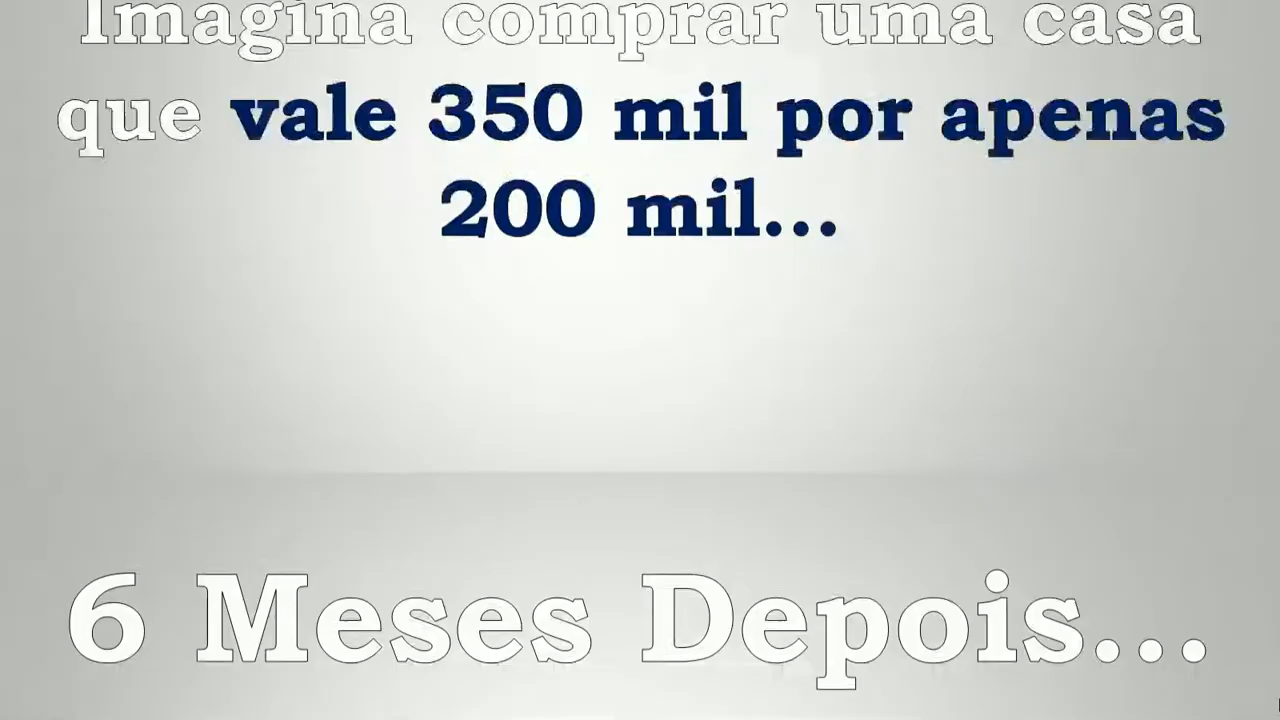 Imagina comprar uma casa
que vale 350 mil por apenas
200 mil...
6 Meses Depois...